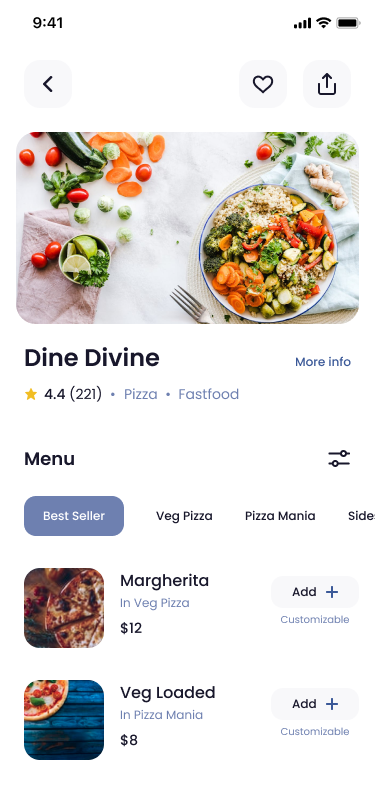 9:41
Dine Divine
More info
4.4 (221) • Pizza • Fastfood
Menu
Best Seller
Veg Pizza
Pizza Mania
Sides
Margherita
In Veg Pizza
$12
Add +
Customizable
Veg Loaded
In Pizza Mania
$8
Add +
Customizable